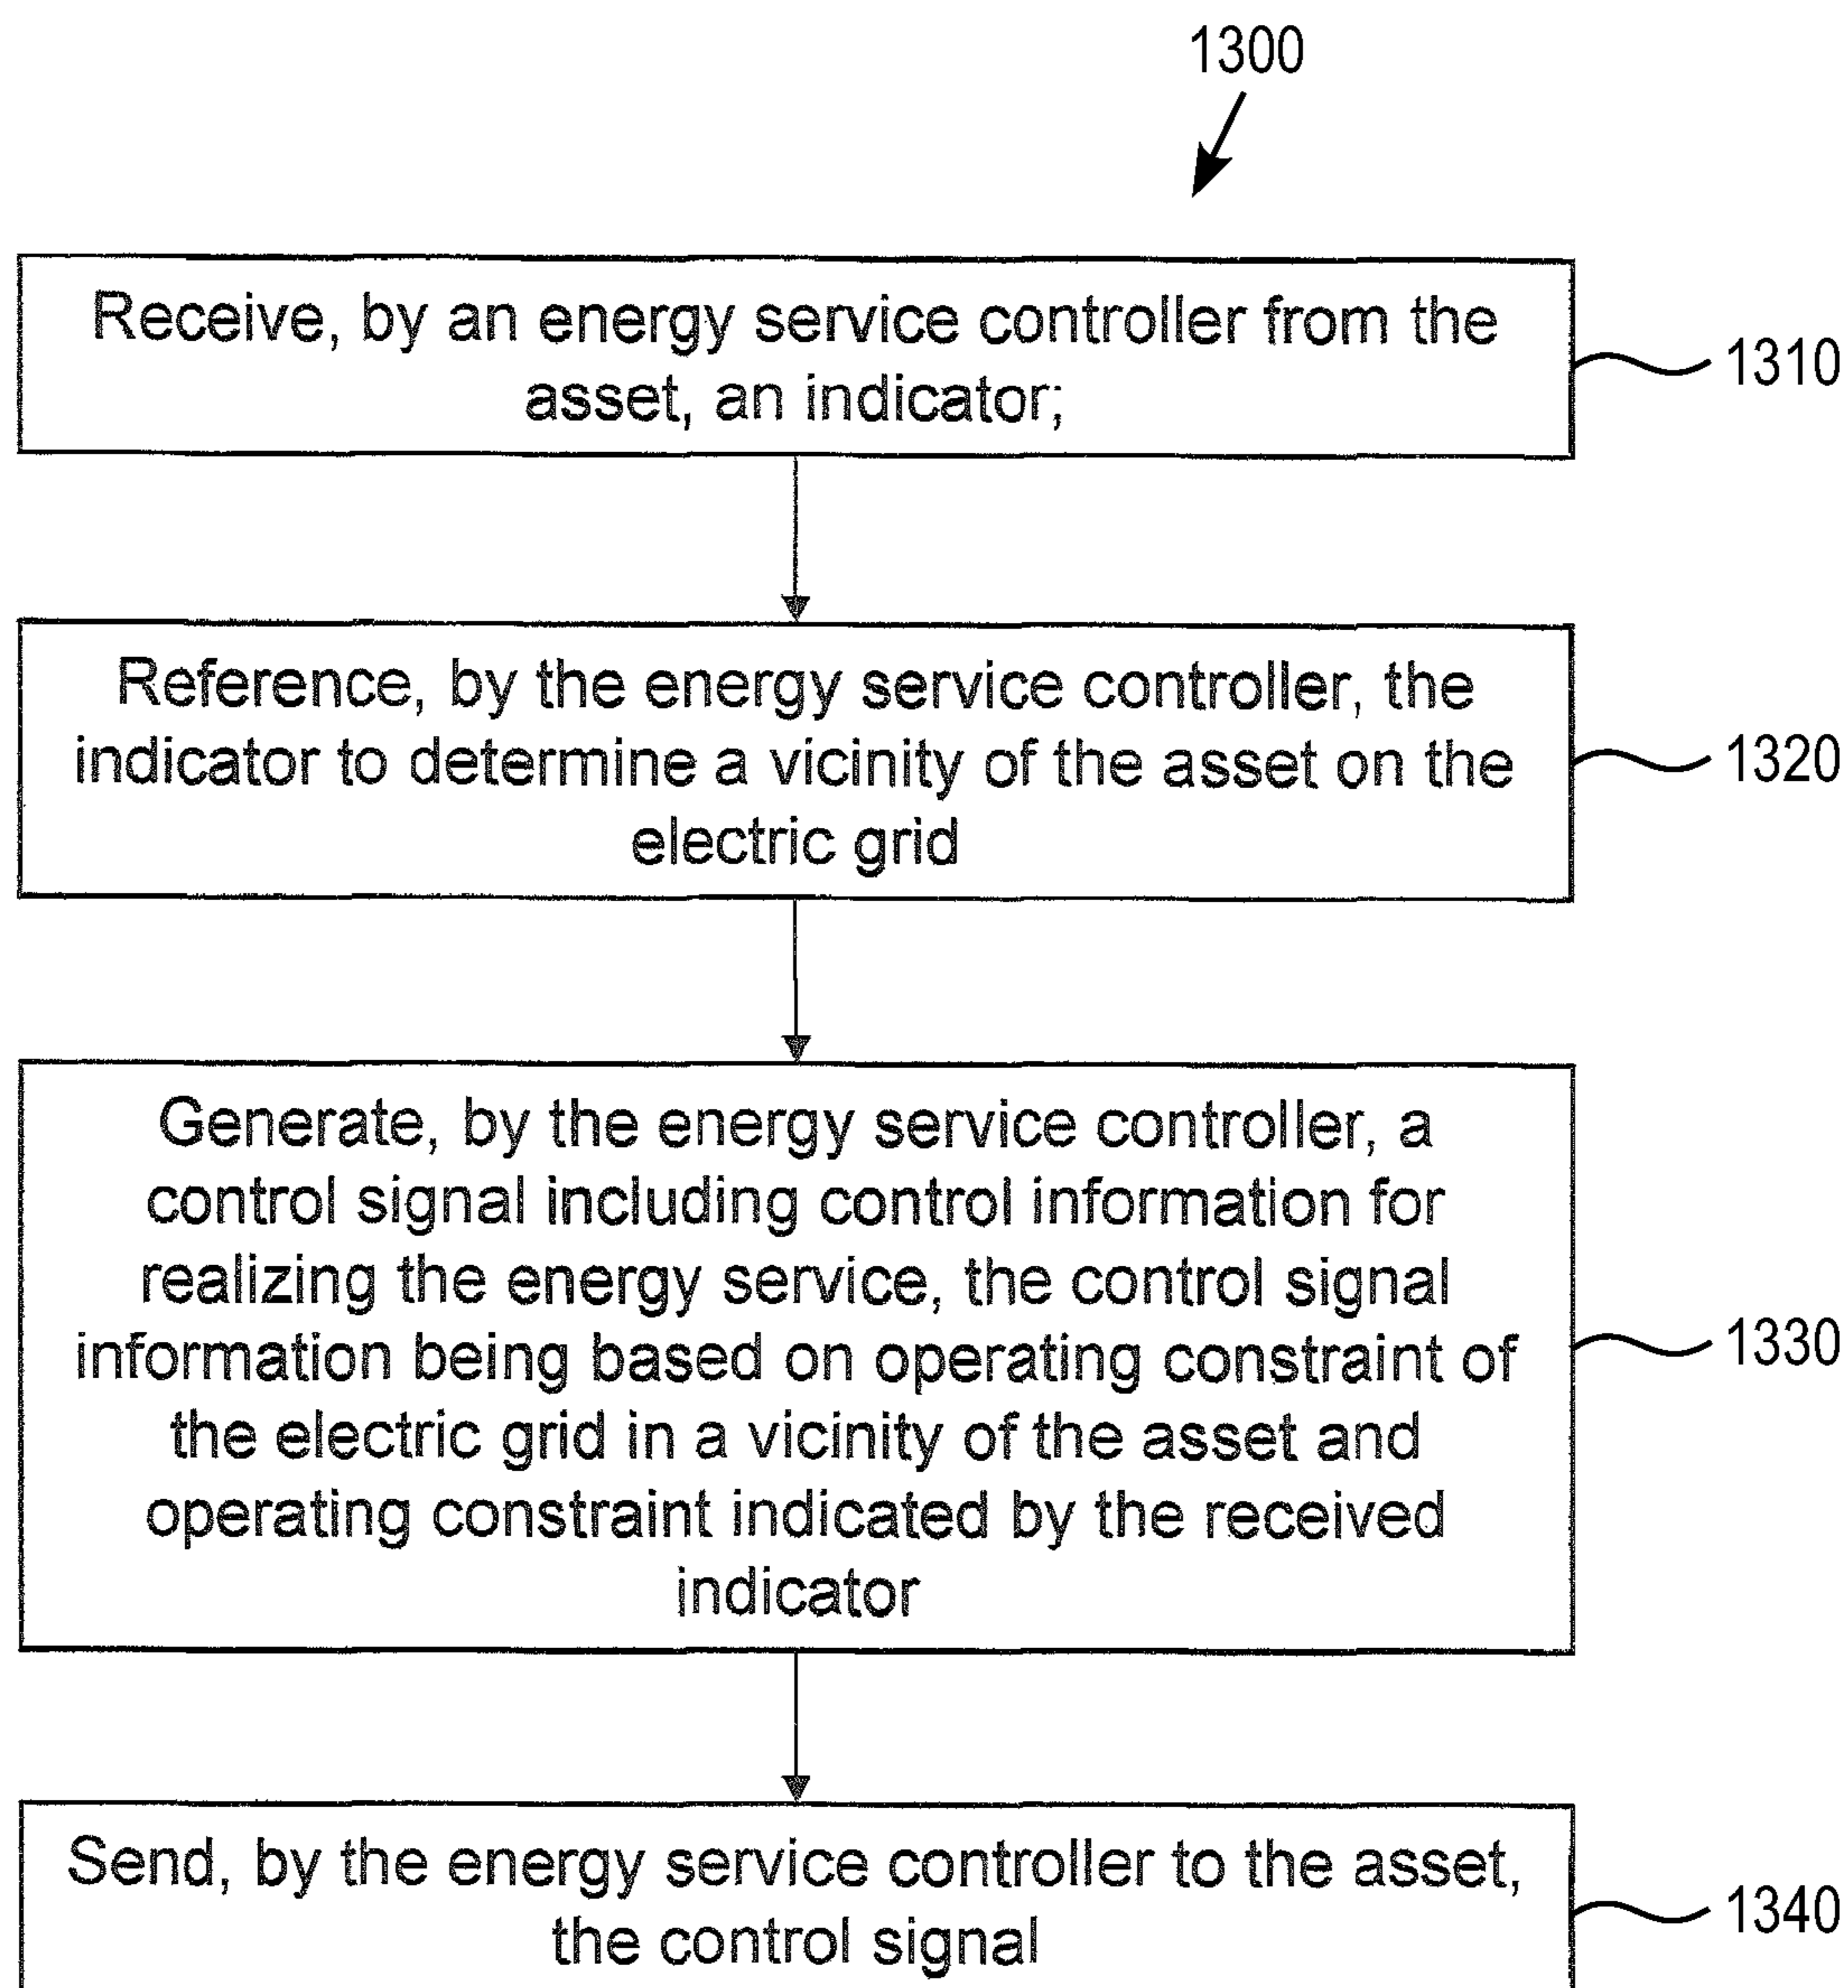 1300
Receive, by an energy service controller from the
asset, an indicator;
1310
Reference, by the energy service controller, the
indicator to determine a vicinity of the asset on the
electric grid
1320
Generate, by the energy service controller, a
control signal including control information for
realizing the energy service, the control signal
information being based on operating constraint of
the electric grid in a vicinity of the asset and
operating constraint indicated by the received
indicator
1330
Send, by the energy service controller to the asset,
the control signal
1340